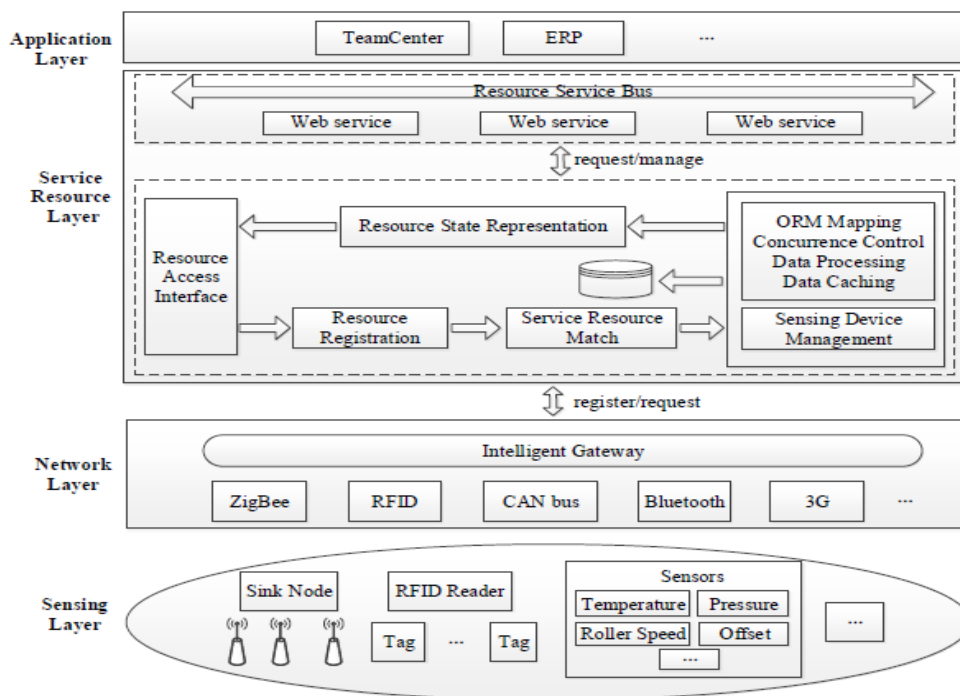 Application
Layer
TeamCenter
ERP
...
Resource Service Bus
Web service
Web service
Web service
request/manage
Service
Resource
Layer
Resource
Access
Interface
Resource State Representation
ORM Mapping
Concurrence Control
Data Processing
Data Caching
Resource
Registration
Service Resource
Match
Sensing Device
Management
register/request
Network
Layer
Intelligent Gateway
ZigBee
RFID
CAN bus
Bluetooth
3G
...
Sensing
Layer
Sink Node
RFID Reader
Tag
...
Tag
Sensors
Temperature
Pressure
Roller Speed
Offset
...
...